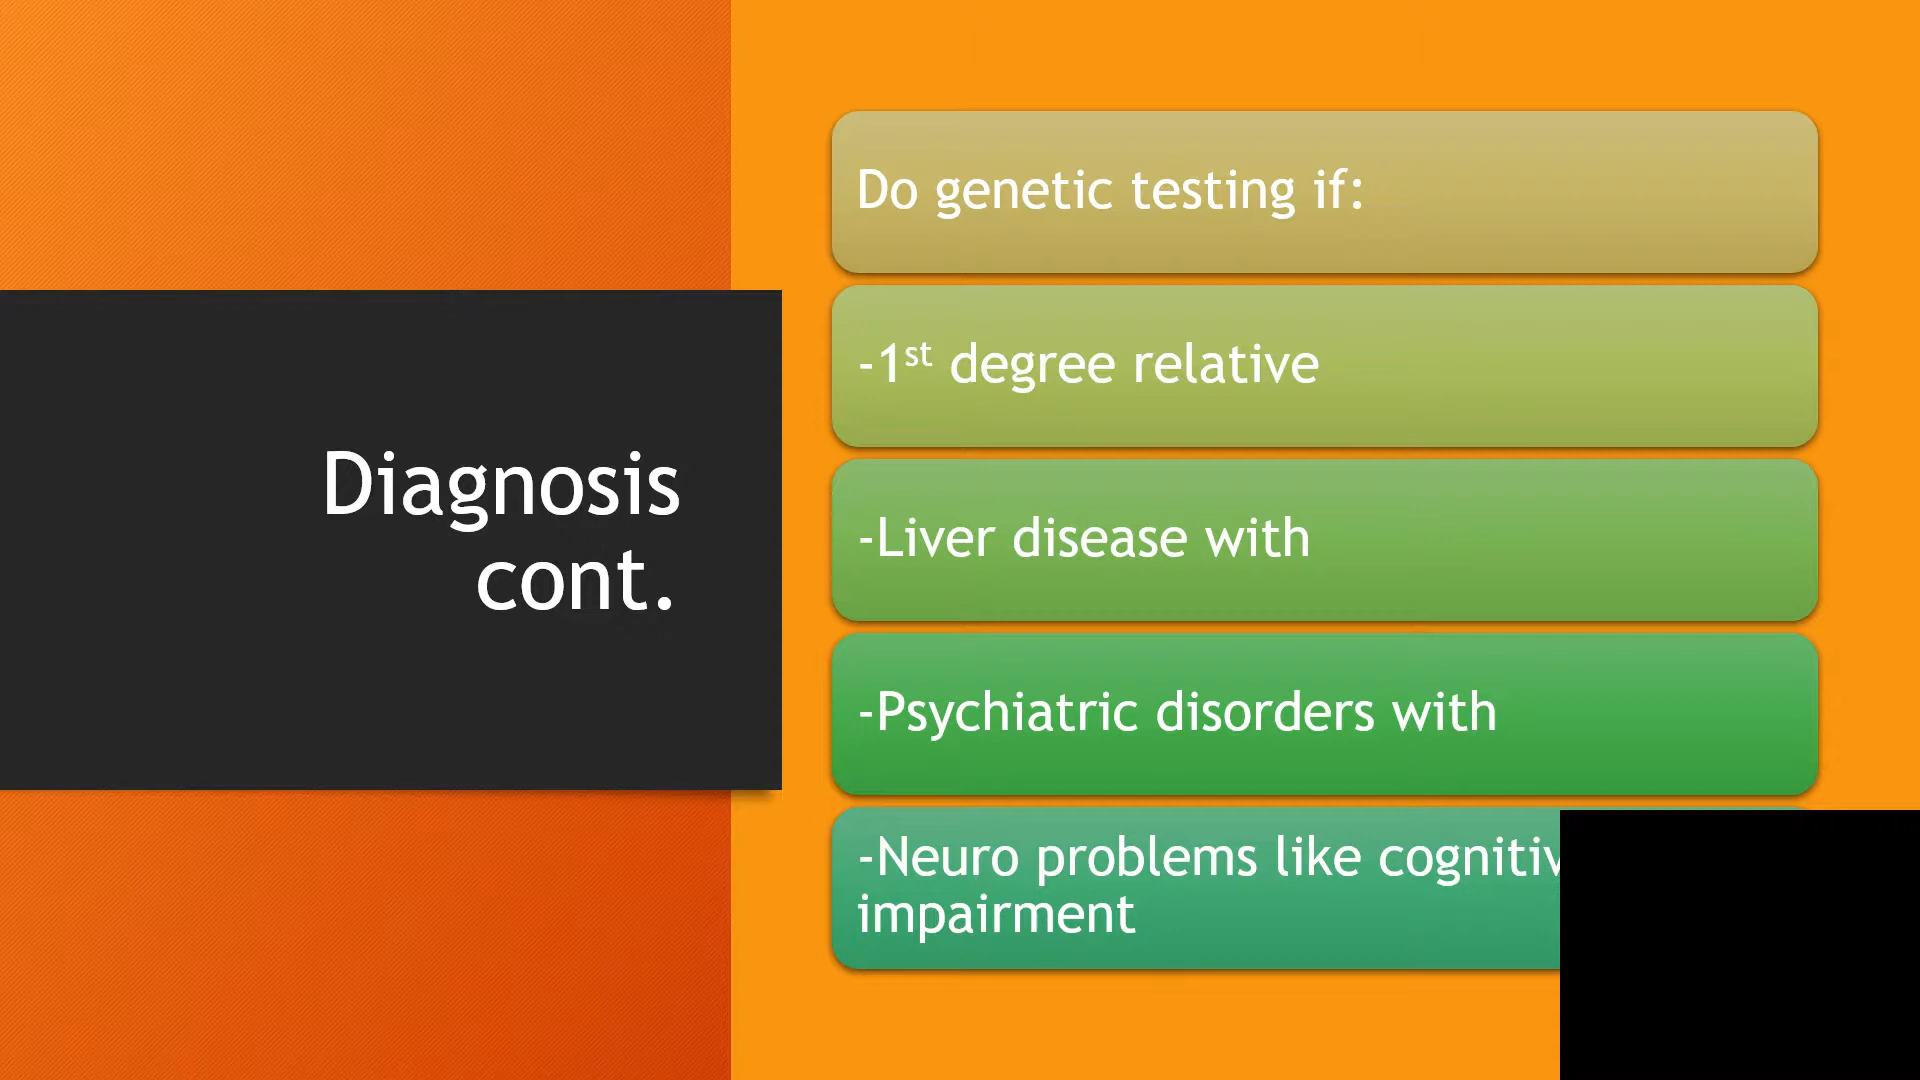 Diagnosis
cont.
Do genetic testing if:
-1st degree relative
-Liver disease with
-Psychiatric disorders with
-Neuro problems like cognitiv
impairment